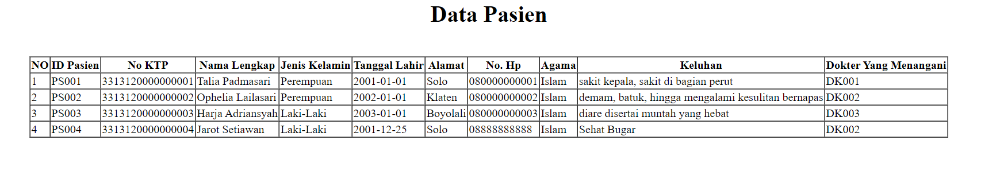 Data Pasien
NO ID Pasien No KTP Nama Lengkap Jenis Kelamin Tanggal Lahir Alamat No. Hp Agama Keluhan Dokter Yang Menangani
1 PS001 3313120000000001 Talia Padmasari Perempuan 2001-01-01 Solo 080000000001 Islam sakit kepala, sakit di bagian perut DK001
2 PS002 3313120000000002 Ophelia Lailasari Perempuan 2002-01-01 Klaten 080000000002 Islam demam, batuk, hingga mengalami kesulitan bernapas DK002
3 PS003 3313120000000003 Harja Adriansyah Laki-Laki 2003-01-01 Boyolali 080000000003 Islam diare disertai muntah yang hebat DK003
4 PS004 3313120000000004 Jarot Setiawan Laki-Laki 2001-12-25 Solo 08888888888 Islam Sehat Bugar DK002